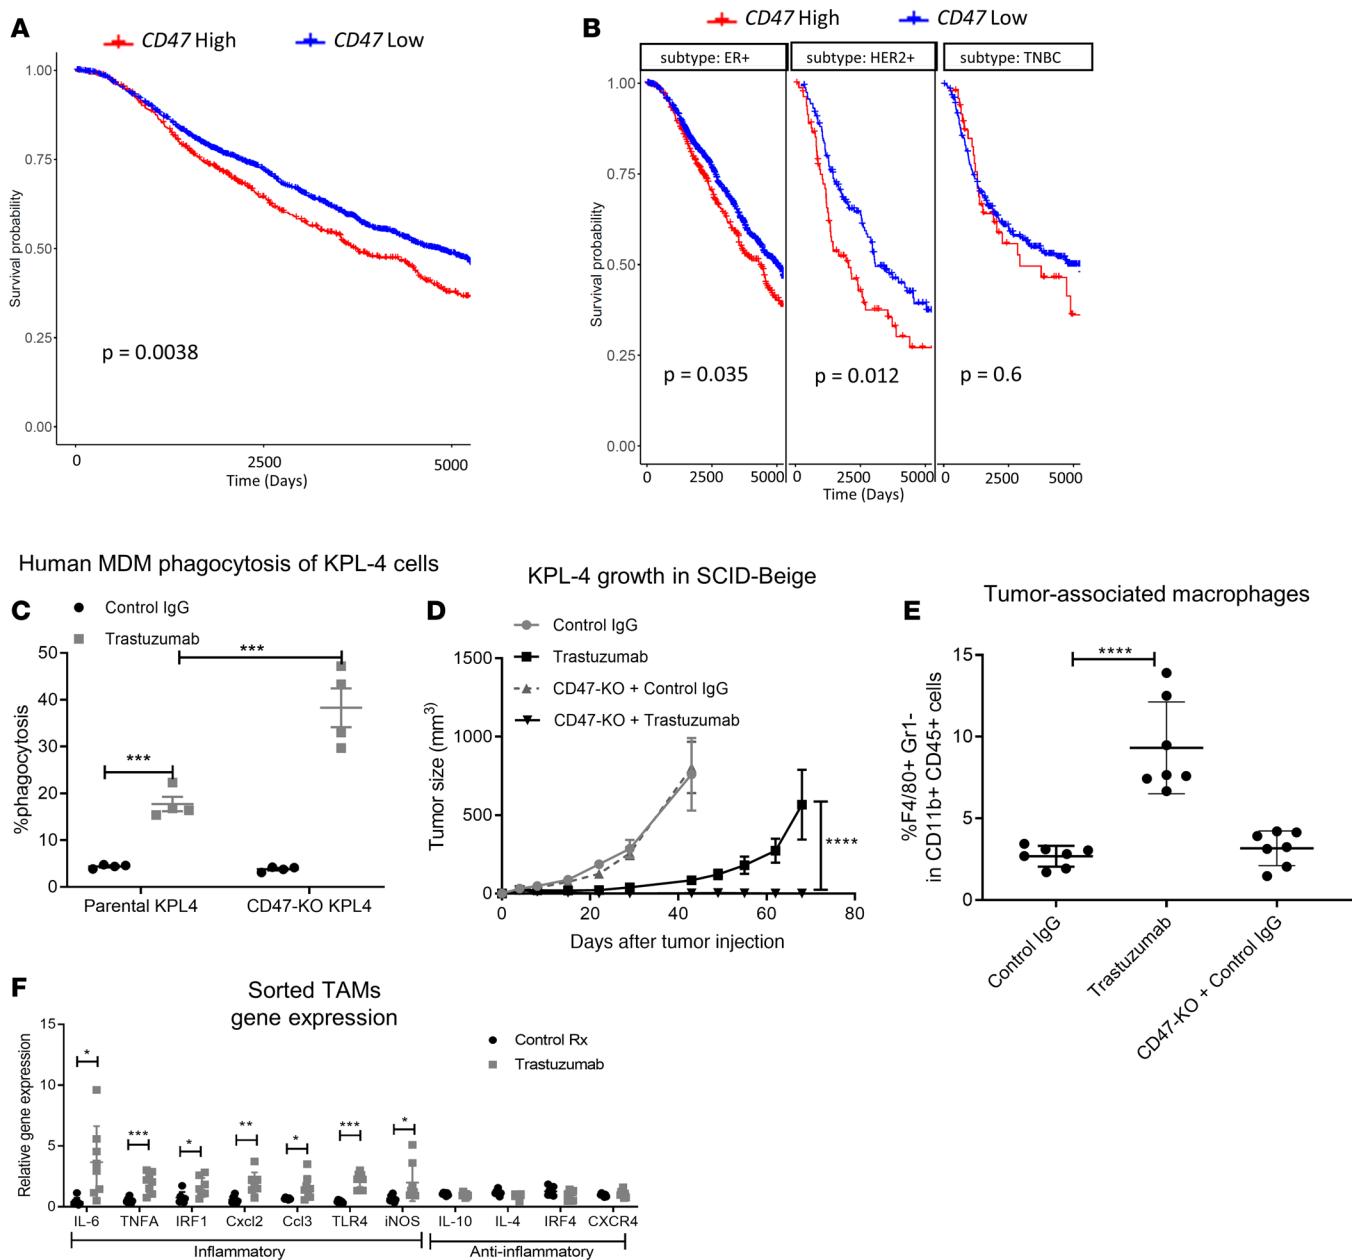 A
CD47 High
CD47 Low
1.00
0.75
0.50
0.25
0.00
Survival probability
p = 0.0038
0
2500
5000
Time (Days)
B
CD47 High
CD47 Low
subtype: ER+
subtype: HER2+
subtype: TNBC
1.00
0.75
0.50
0.25
0.00
Survival probability
p = 0.035
p = 0.012
p = 0.6
0
2500
5000
0
2500
5000
0
2500
5000
Time (Days)
Human MDM phagocytosis of KPL-4 cells
C
Control IgG
Trastuzumab
50
40
30
20
10
0
%phagocytosis
***
***
Parental KPL4
CD47-KO KPL4
KPL-4 growth in SCID-Beige
D
Control IgG
Trastuzumab
CD47-KO + Control IgG
CD47-KO + Trastuzumab
1500
1000
500
0
Tumor size (mm3)
****
0
20
40
60
80
Days after tumor injection
Tumor-associated macrophages
E
15
10
5
0
%F4/80+ Gr1-
in CD11b+ CD45+ cells
****
Control IgG
Trastuzumab
CD47-KO + Control IgG
F
Sorted TAMs
gene expression
Control Rx
Trastuzumab
15
10
5
0
Relative gene expression
*
***
*
**
*
***
*
IL-6
TNFA
IRF1
Cxcl2
Ccl3
TLR4
iNOS
IL-10
IL-4
IRF4
CXCR4
Inflammatory
Anti-inflammatory